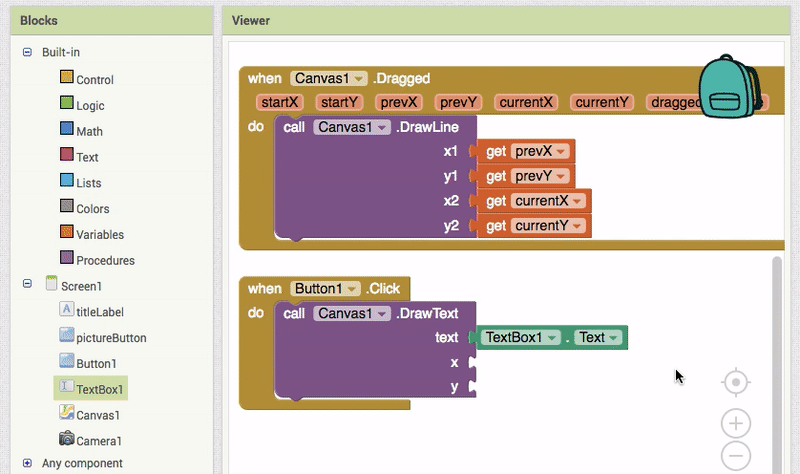 Blocks
Built-in
Control
Logic
Math
Text
Lists
Colors
Variables
Procedures
Screen1
titleLabel
pictureButton
Button1
TextBox1
Canvas1
Camera1
Any component
Viewer
when Canvas1 .Dragged
startX startY prevX prevY currentX currentY dragged
do call Canvas1 .DrawLine
x1 get prevX
y1 get prevY
x2 get currentX
y2 get currentY
when Button1 .Click
do call Canvas1 .DrawText
text TextBox1 . Text
x
y